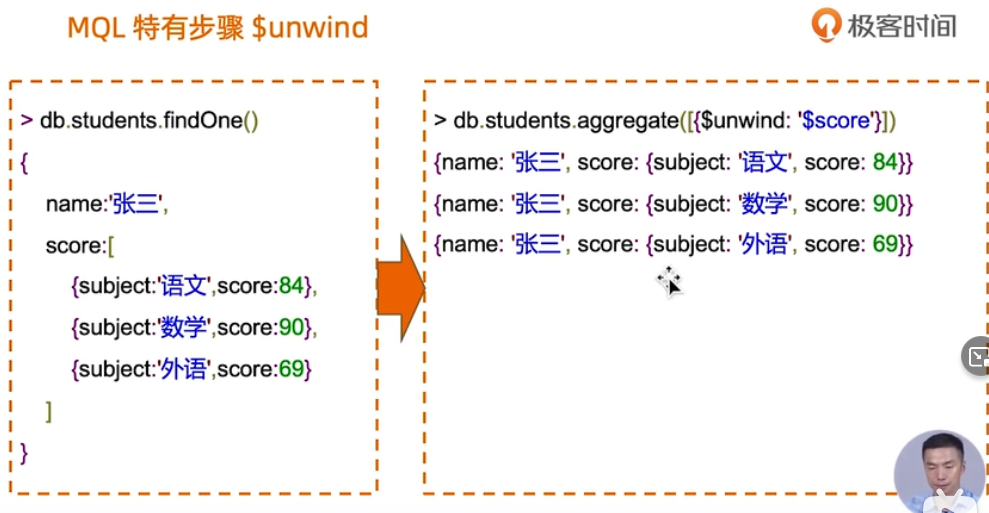 MQL 特有步骤 $unwind
极客时间
> db.students.findOne()
{
name:'张三',
score:[
{subject:'语文',score:84},
{subject:'数学',score:90},
{subject:'外语',score:69}
]
}
> db.students.aggregate([{$unwind: '$score'}])
{name: '张三', score: {subject: '语文', score: 84}}
{name: '张三', score: {subject: '数学', score: 90}}
{name: '张三', score: {subject: '外语', score: 69}}